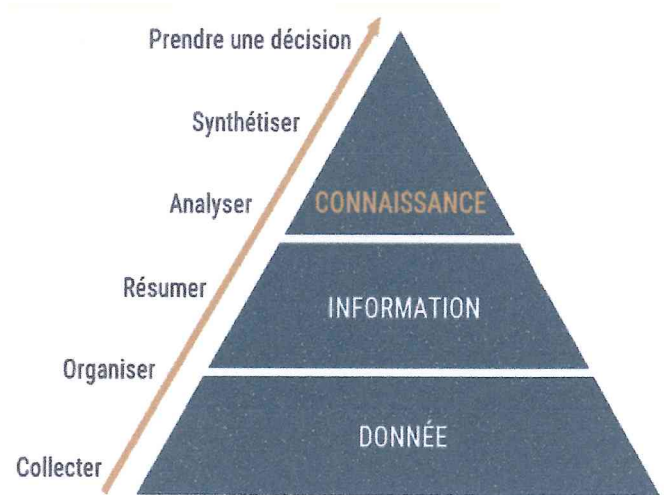 Prendre une décision
Synthétiser
Analyser
CONNAISSANCE
Résumer
INFORMATION
Organiser
DONNÉE
Collecter